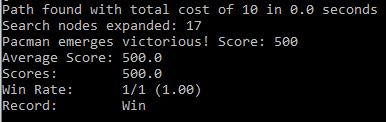 Path found with total cost of 10 in 0.0 seconds
Search nodes expanded: 17
Pacman emerges victorious! Score: 500
Average Score: 500.0
Scores:        500.0
Win Rate:      1/1 (1.00)
Record:        Win